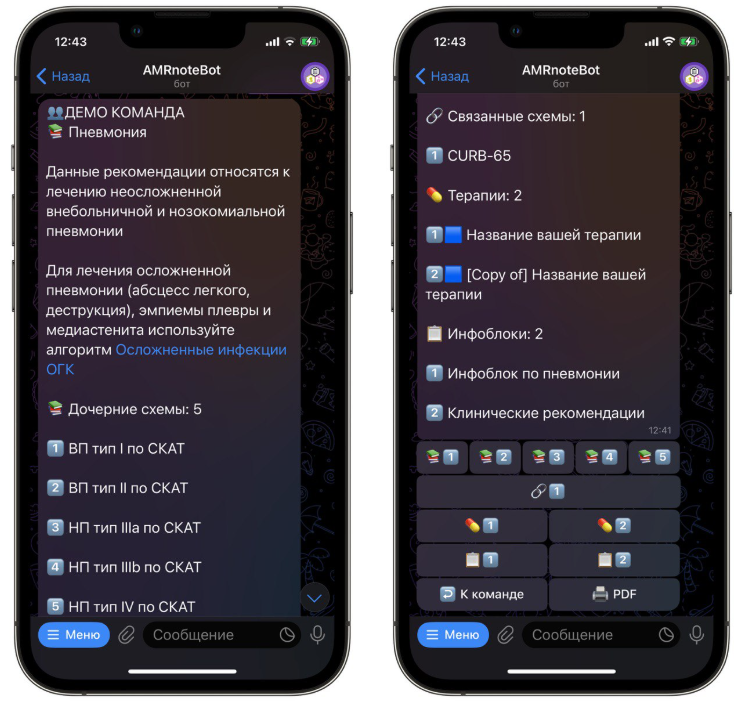 12:43
Назад
AMRnoteBot
бот
👥ДЕМО КОМАНДА
📚 Пневмония
Данные рекомендации относятся к
лечению неосложненной
внебольничной и нозокомиальной
пневмонии
Для лечения осложненной
пневмонии (абсцесс легкого,
деструкция), эмпиемы плевры и
медиастенита используйте
алгоритм Осложненные инфекции
ОГК
📚 Дочерние схемы: 5
1️⃣ ВП тип I по СКАТ
2️⃣ ВП тип II по СКАТ
3️⃣ НП тип IIIa по СКАТ
4️⃣ НП тип IIIb по СКАТ
5️⃣ НП тип IV по СКАТ
Меню
Сообщение
12:43
Назад
AMRnoteBot
бот
🔗 Связанные схемы: 1
1️⃣ CURB-65
💊 Терапии: 2
1️⃣🟦 Название вашей терапии
2️⃣🟦 [Copy of] Название вашей
терапии
📋 Инфоблоки: 2
1️⃣ Инфоблок по пневмонии
2️⃣ Клинические рекомендации
12:41
📚1️⃣ 📚2️⃣ 📚3️⃣ 📚4️⃣ 📚5️⃣
🔗1️⃣
💊1️⃣ 💊2️⃣
📋1️⃣ 📋2️⃣
↩️ К команде 🖨 PDF
Меню
Сообщение